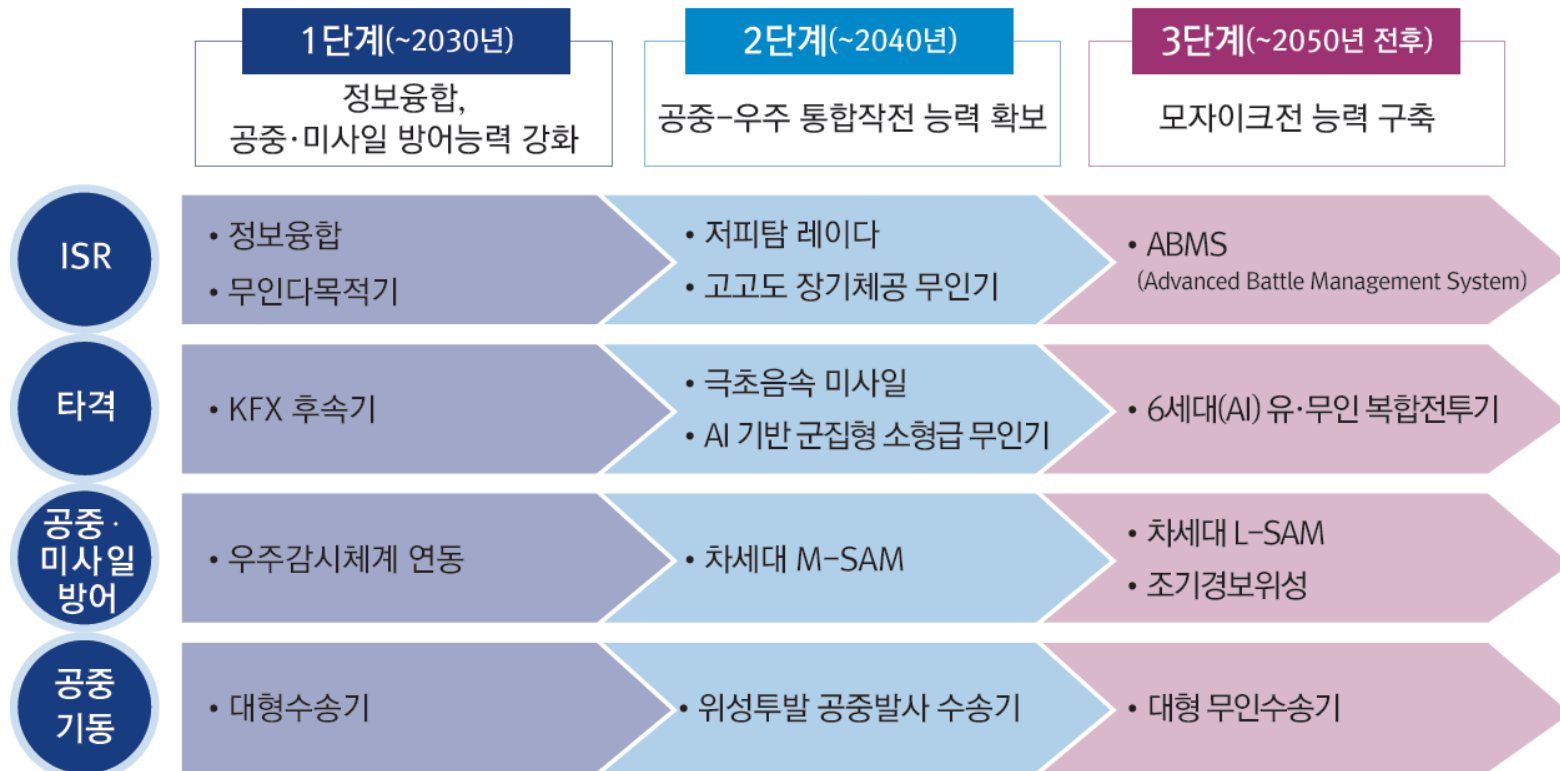 1단계(~2030년)
정보융합,
공중·미사일 방어능력 강화
2단계(~2040년)
공중-우주 통합작전 능력 확보
3단계(~2050년 전후)
모자이크전 능력 구축
ISR
• 정보융합
• 무인다목적기
• 저피탐 레이다
• 고고도 장기체공 무인기
• ABMS
(Advanced Battle Management System)
타격
• KFX 후속기
• 극초음속 미사일
• AI 기반 군집형 소형급 무인기
• 6세대(AI) 유·무인 복합전투기
공중·
미사일
방어
• 우주감시체계 연동
• 차세대 M-SAM
• 차세대 L-SAM
• 조기경보위성
공중
기동
• 대형수송기
• 위성투발 공중발사 수송기
• 대형 무인수송기